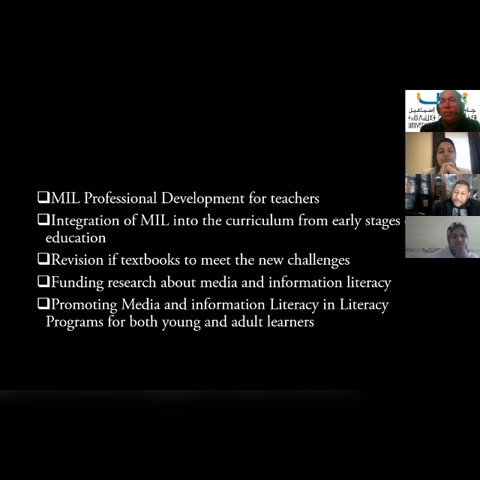 ❑MIL Professional Development for teachers
❑Integration of MIL into the curriculum from early stages
education
❑Revision if textbooks to meet the new challenges
❑Funding research about media and information literacy
❑Promoting Media and information Literacy in Literacy
Programs for both young and adult learners